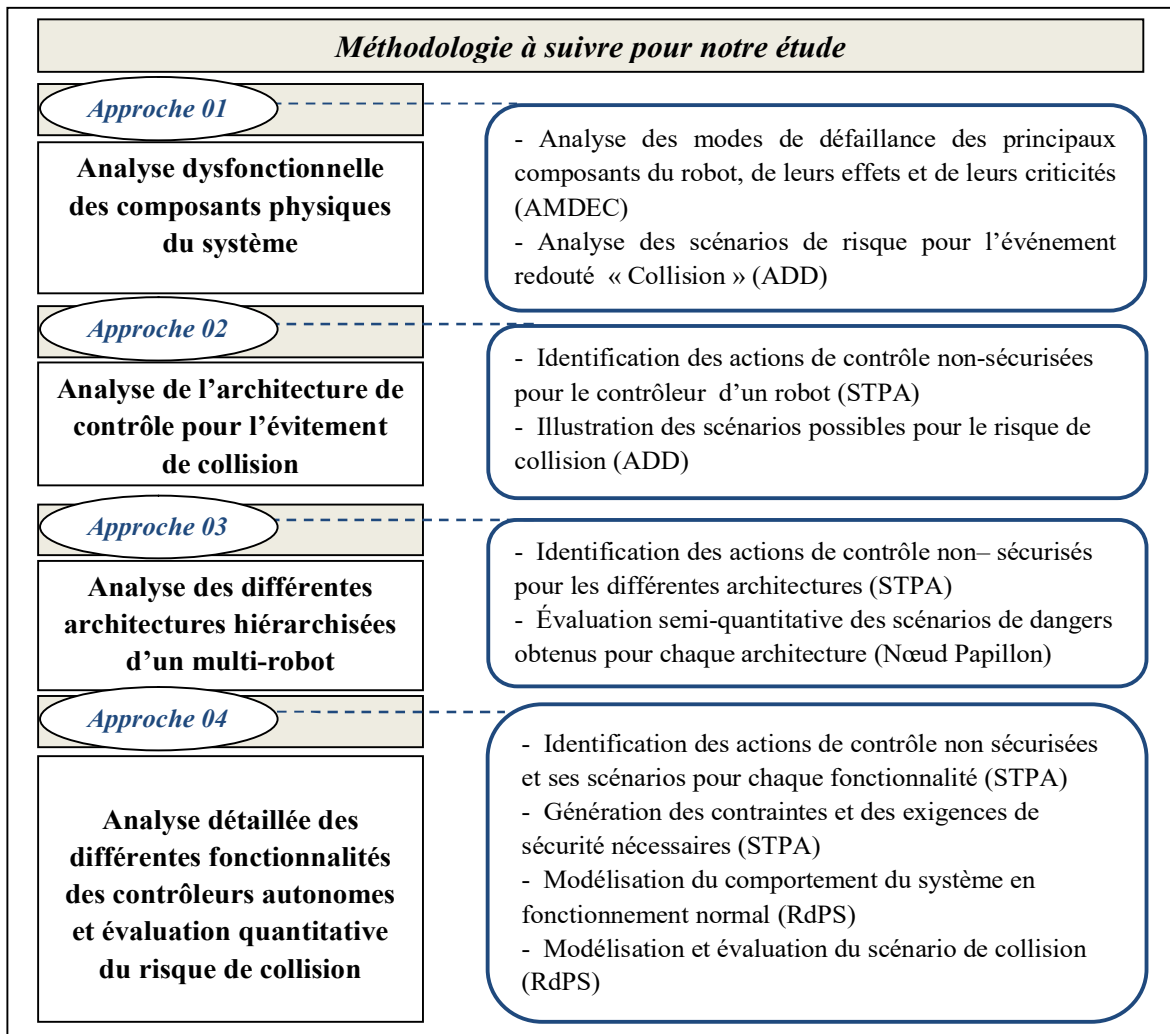 Méthodologie à suivre pour notre étude
Approche 01
Analyse dysfonctionnelle
des composants physiques
du système
- Analyse des modes de défaillance des principaux
composants du robot, de leurs effets et de leurs criticités
(AMDEC)
- Analyse des scénarios de risque pour l’événement
redouté « Collision » (ADD)
Approche 02
Analyse de l’architecture de
contrôle pour l’évitement
de collision
- Identification des actions de contrôle non-sécurisées
pour le contrôleur d’un robot (STPA)
- Illustration des scénarios possibles pour le risque de
collision (ADD)
Approche 03
Analyse des différentes
architectures hiérarchisées
d’un multi-robot
- Identification des actions de contrôle non– sécurisés
pour les différentes architectures (STPA)
- Évaluation semi-quantitative des scénarios de dangers
obtenus pour chaque architecture (Nœud Papillon)
Approche 04
Analyse détaillée des
différentes fonctionnalités
des contrôleurs autonomes
et évaluation quantitative
du risque de collision
- Identification des actions de contrôle non sécurisées
et ses scénarios pour chaque fonctionnalité (STPA)
- Génération des contraintes et des exigences de
sécurité nécessaires (STPA)
- Modélisation du comportement du système en
fonctionnement normal (RdPS)
- Modélisation et évaluation du scénario de collision
(RdPS)